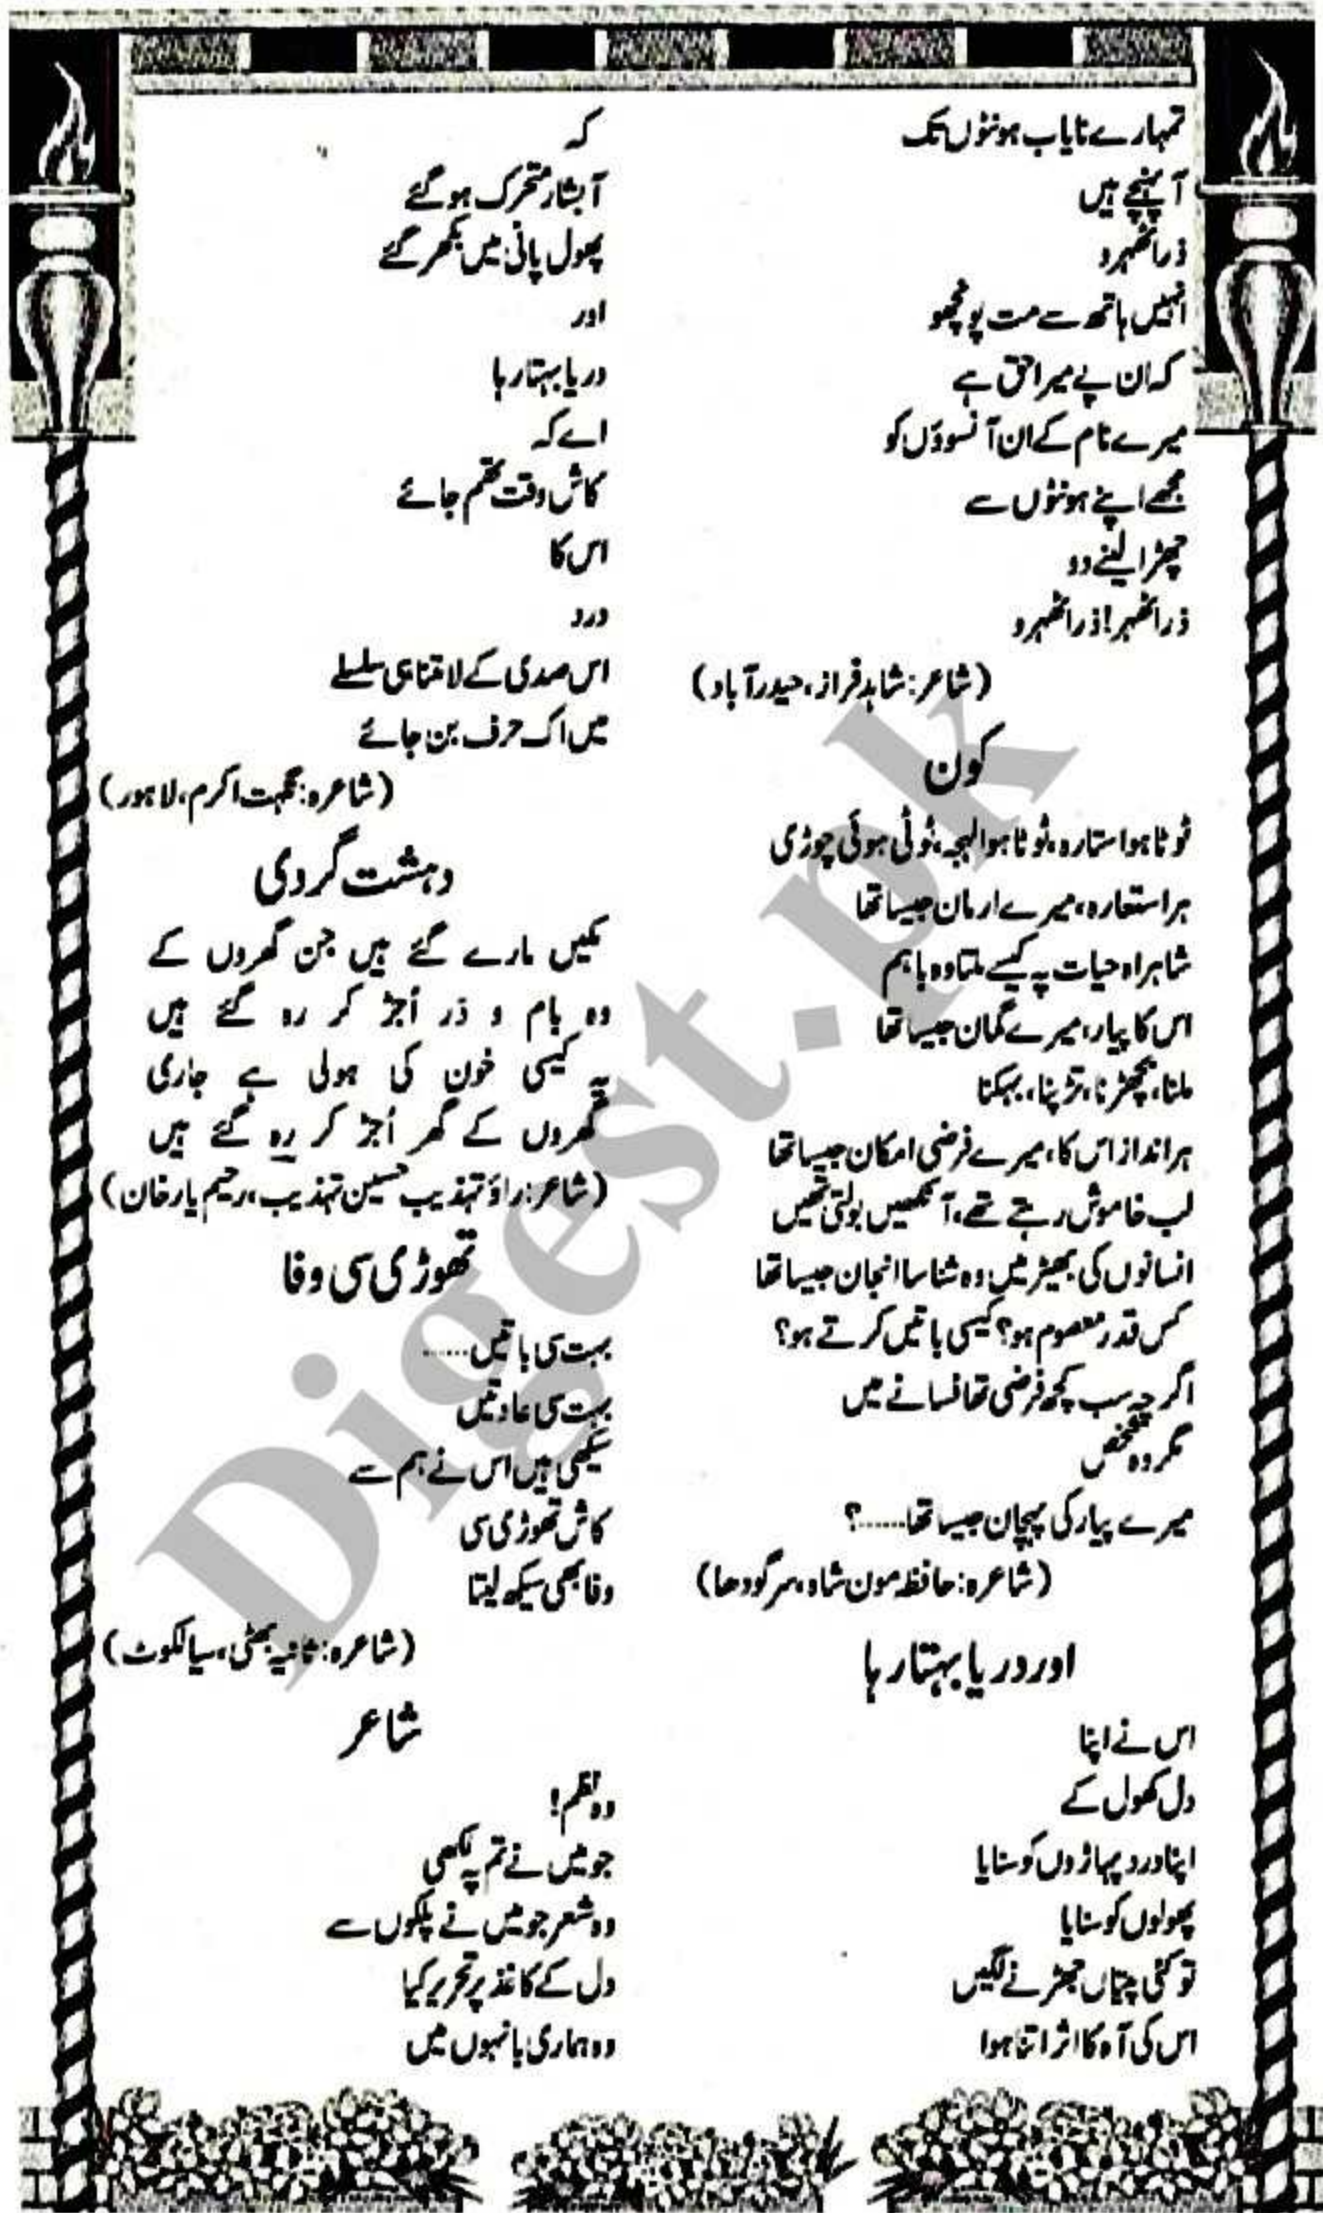 تمہارے نایاب ہونٹوں تک
آ پہنچے ہیں
ذرا ٹھہرو
انہیں ہاتھ سے مت پونچھو
کہ ان پے میرا حق ہے
میرے نام کے ان آنسوؤں کو
مجھے اپنے ہونٹوں سے
چھڑا لینے دو
ذرا ٹھہر! ذرا ٹھہرو
(شاعر: شاہد فراز، حیدرآباد)
کون
ٹوٹا ہوا ستارہ، ٹوٹا ہوا لہجہ، ٹوٹی ہوئی چوڑی
ہر استعارہ، میرے ارمان جیسا تھا
شاہراہ حیات پہ کیسے ملتا وہ باہم
اس کا پیار، میرے گمان جیسا تھا
ملنا، بچھڑنا، تڑپنا، بہکنا
ہر انداز اس کا، میرے فرضی امکان جیسا تھا
لب خاموش رہتے تھے، آنکھیں بولتی تھیں
انسانوں کی بھیڑ میں وہ شناسا انجان جیسا تھا
کس قدر معصوم ہو؟ کیسی باتیں کرتے ہو؟
اگرچہ سب کچھ فرضی تھا فسانے میں
مگر وہ شخص
میرے پیار کی پہچان جیسا تھا......؟
(شاعرہ: حافظہ مون شاہ، سرگودھا)
اور دریا بہتا رہا
اس نے اپنا
دل کھول کے
اپنا درد پہاڑوں کو سنایا
پھولوں کو سنایا
تو کئی پتیاں جھڑنے لگیں
اس کی آہ کا اثر اتنا ہوا
کہ
آبشار متحرک ہو گئے
پھول پانی میں بکھر گئے
اور
دریا بہتا رہا
اے کہ
کاش وقت تھم جائے
اس کا
درد
اس صدی کے لامتناہی سلسلے
میں اک حرف بن جائے
(شاعرہ: نگہت اکرم، لاہور)
دہشت گردی
مکیں مارے گئے ہیں جن گھروں کے
وہ بام و دَر اُجڑ کر رہ گئے ہیں
یہ کیسی خون کی ہولی ہے جاری
گھروں کے گھر اُجڑ کر رہ گئے ہیں
(شاعر: راؤ تہذیب حسین تہذیب، رحیم یار خان)
تھوڑی سی وفا
بہت سی باتیں......
بہت سی عادتیں
سیکھی ہیں اس نے ہم سے
کاش تھوڑی سی
وفا بھی سیکھ لیتا
(شاعرہ: ثانیہ بھٹی، سیالکوٹ)
شاعر
وہ نظم!
جو میں نے تم پہ لکھی
وہ شعر جو میں نے پلکوں سے
دل کے کاغذ پر تحریر کیا
وہ ہماری بانہوں میں
Digest.pk